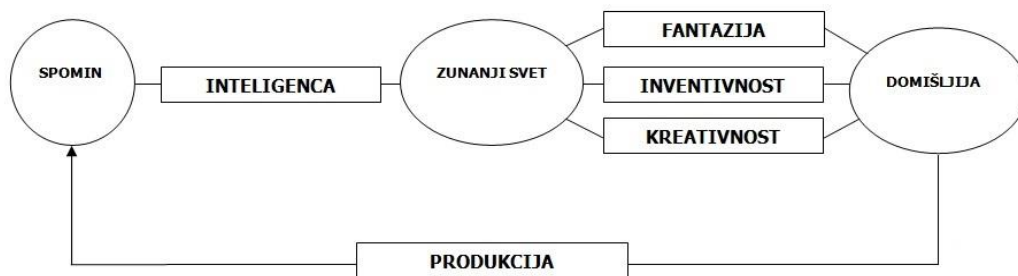 SPOMIN
INTELIGENCA
ZUNANJI SVET
FANTAZIJA
INVENTIVNOST
KREATIVNOST
DOMIŠLJIJA
PRODUKCIJA